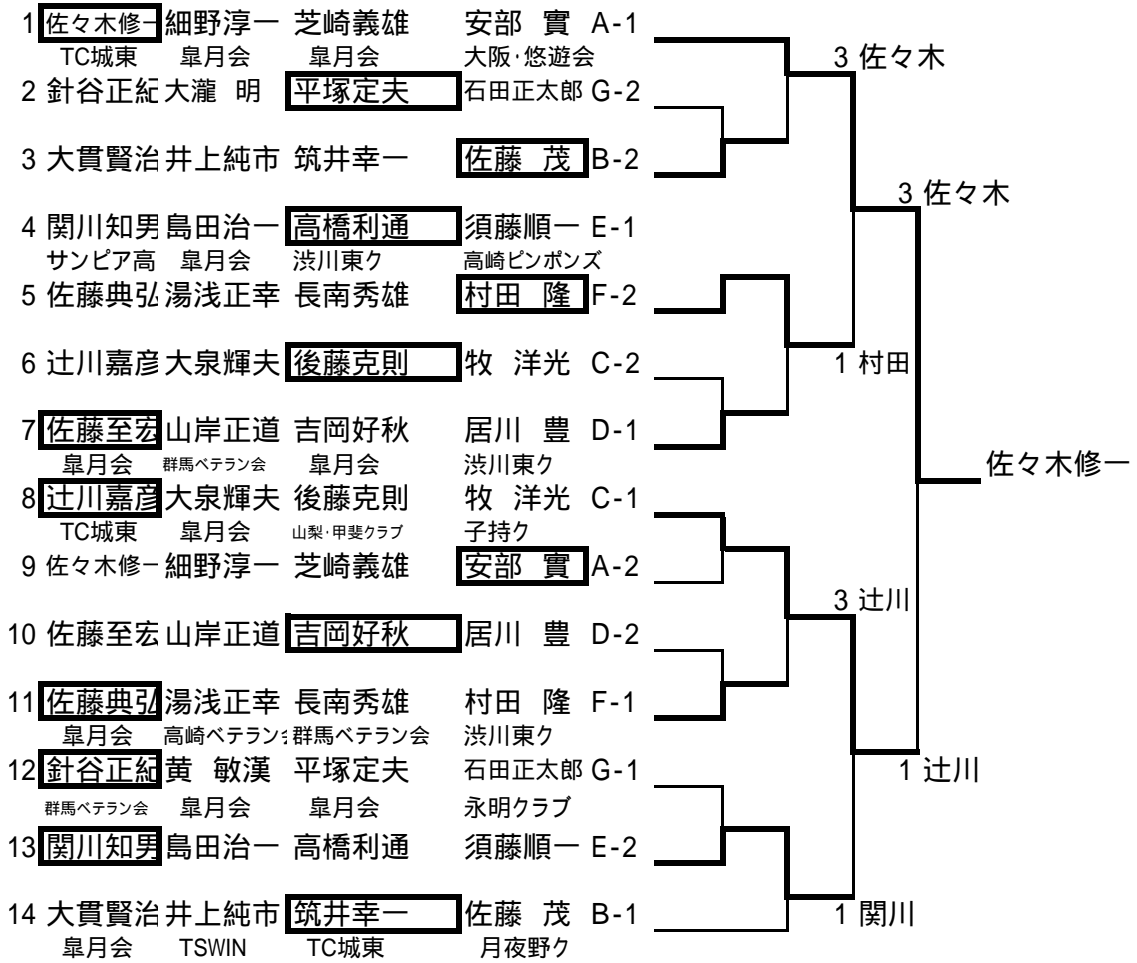 1 佐々木修一 細野淳一 芝崎義雄 安部 實 A-1
TC城東 皐月会 皐月会 大阪・悠遊会
3 佐々木
2 針谷正紀 大瀧 明 平塚定夫 石田正太郎 G-2
3 大貫賢治 井上純市 筑井幸一 佐藤 茂 B-2
3 佐々木
4 関川知男 島田治一 高橋利通 須藤順一 E-1
サンピア高 皐月会 渋川東ク 高崎ピンポンズ
5 佐藤典弘 湯浅正幸 長南秀雄 村田 隆 F-2
6 辻川嘉彦 大泉輝夫 後藤克則 牧 洋光 C-2
1 村田
7 佐藤至宏 山岸正道 吉岡好秋 居川 豊 D-1
皐月会 群馬ベテラン会 皐月会 渋川東ク
佐々木修一
8 辻川嘉彦 大泉輝夫 後藤克則 牧 洋光 C-1
TC城東 皐月会 山梨・甲斐クラブ 子持ク
9 佐々木修一 細野淳一 芝崎義雄 安部 實 A-2
3 辻川
10 佐藤至宏 山岸正道 吉岡好秋 居川 豊 D-2
11 佐藤典弘 湯浅正幸 長南秀雄 村田 隆 F-1
皐月会 高崎ベテラン会 群馬ベテラン会 渋川東ク
12 針谷正紀 黄 敏漢 平塚定夫 石田正太郎 G-1
1 辻川
群馬ベテラン会 皐月会 皐月会 永明クラブ
13 関川知男 島田治一 高橋利通 須藤順一 E-2
14 大貫賢治 井上純市 筑井幸一 佐藤 茂 B-1
1 関川
皐月会 TSWIN TC城東 月夜野ク